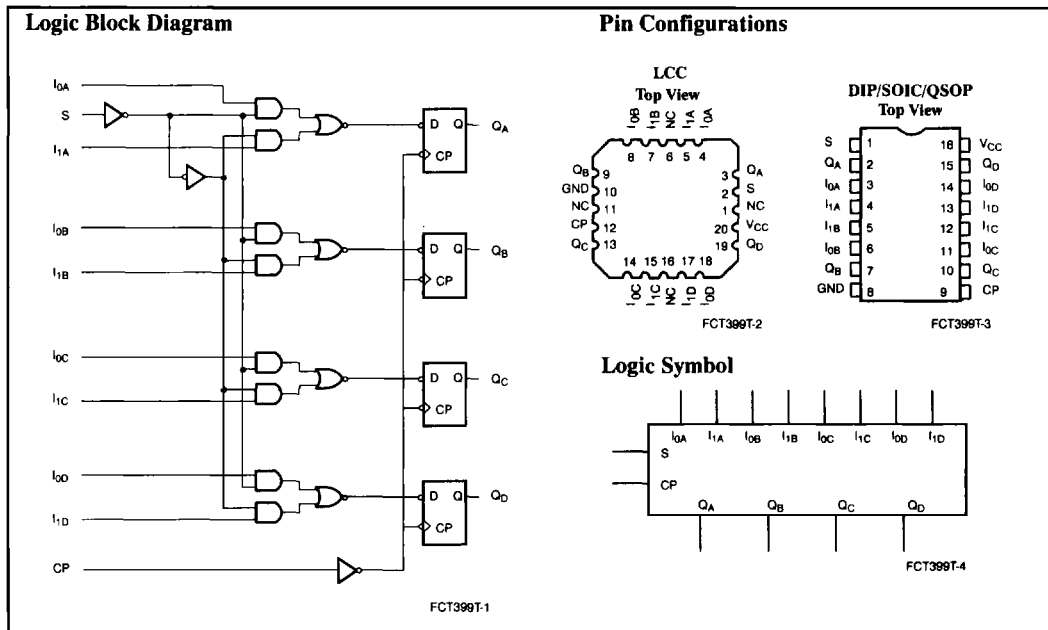 Logic Block Diagram
I0A
S
I1A
I0B
I1B
I0C
I1C
I0D
I1D
CP
D Q QA
CP
D Q QB
CP
D Q QC
CP
D Q QD
CP
FCT399T-1
Pin Configurations
LCC
Top View
I0B I1B NC I1A I0A
8 7 6 5 4
QB 9
GND 10
NC 11
CP 12
QC 13
3 QA
2 S
1 NC
20 VCC
19 QD
14 15 16 17 18
I0C I1C NC I1D I0D
FCT399T-2
DIP/SOIC/QSOP
Top View
S 1 16 VCC
QA 2 15 QD
I0A 3 14 I0D
I1A 4 13 I1D
I1B 5 12 I1C
I0B 6 11 I0C
QB 7 10 QC
GND 8 9 CP
FCT399T-3
Logic Symbol
I0A I1A I0B I1B I0C I1C I0D I1D
S
CP
QA QB QC QD
FCT399T-4